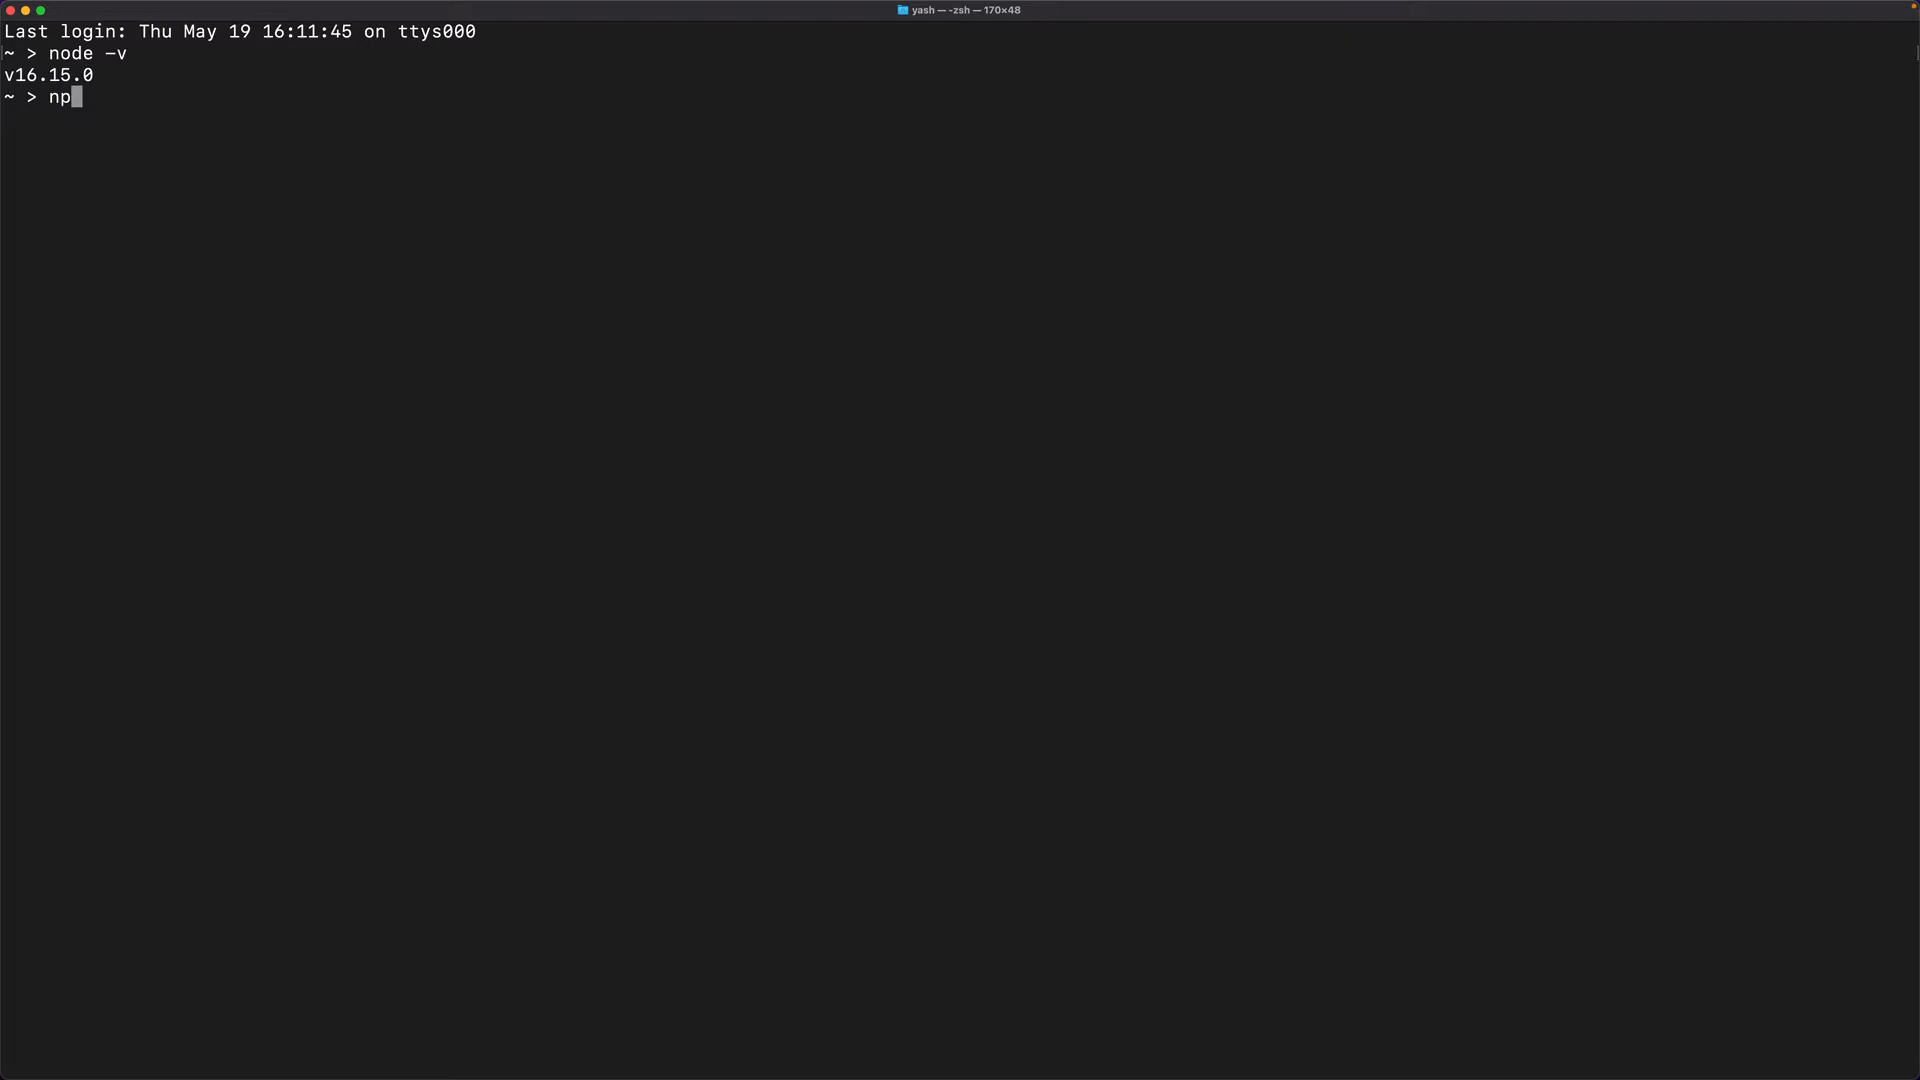 yash — -zsh — 170×48
Last login: Thu May 19 16:11:45 on ttys000
~ > node -v
v16.15.0
~ > np